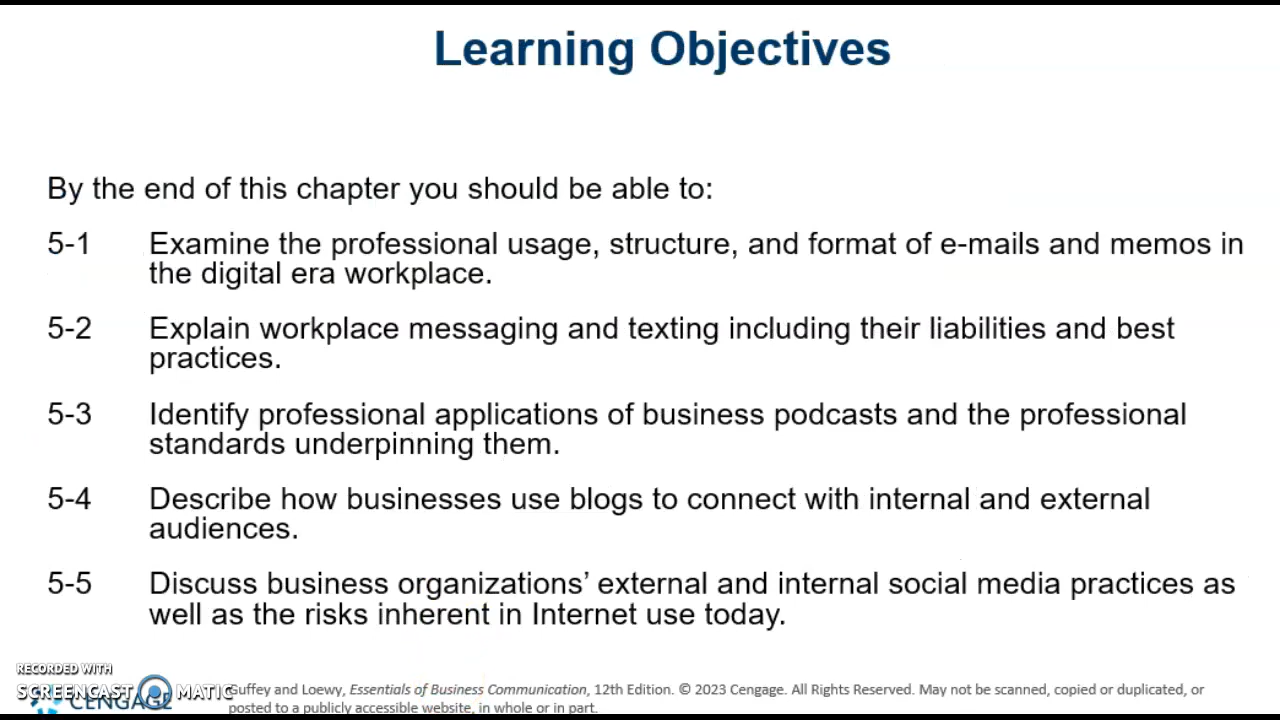 Learning Objectives
By the end of this chapter you should be able to:
5-1 Examine the professional usage, structure, and format of e-mails and memos in
the digital era workplace.
5-2 Explain workplace messaging and texting including their liabilities and best
practices.
5-3 Identify professional applications of business podcasts and the professional
standards underpinning them.
5-4 Describe how businesses use blogs to connect with internal and external
audiences.
5-5 Discuss business organizations’ external and internal social media practices as
well as the risks inherent in Internet use today.
RECORDED WITH
SCREENCAST MATIC
CENGAGE
Guffey and Loewy, Essentials of Business Communication, 12th Edition. © 2023 Cengage. All Rights Reserved. May not be scanned, copied or duplicated, or
posted to a publicly accessible website, in whole or in part.